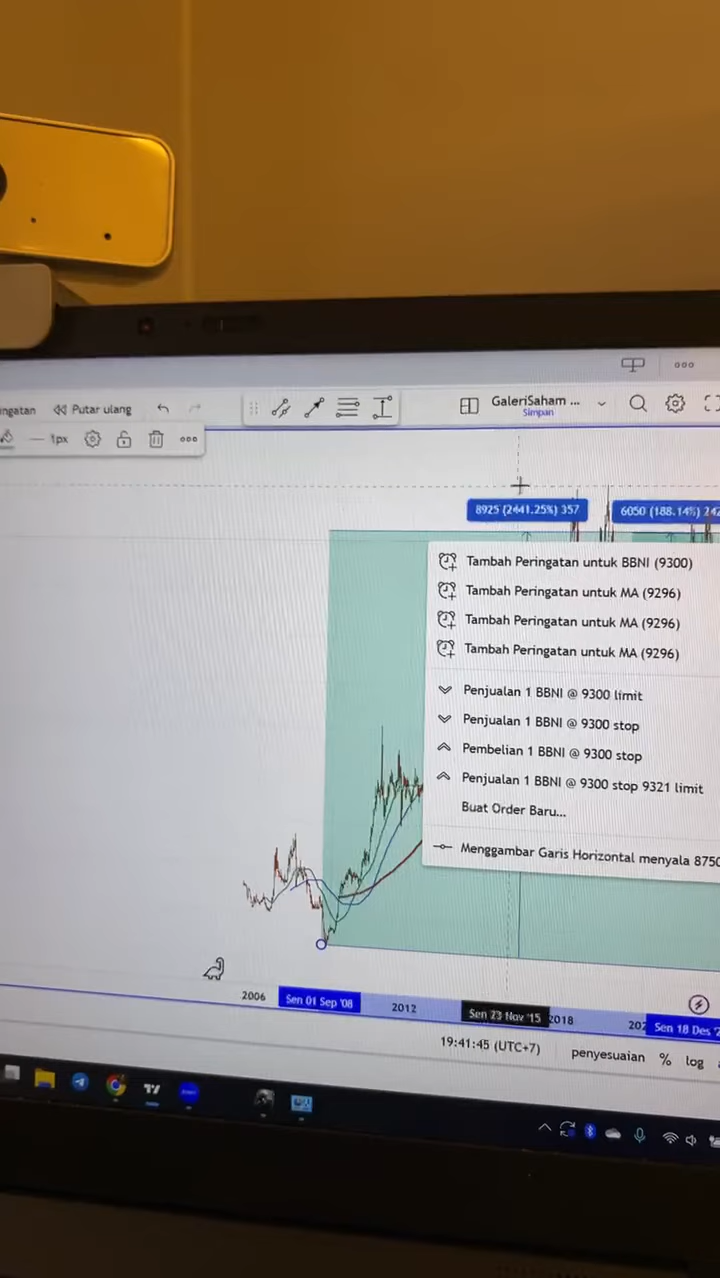 ingatan
Putar ulang
GaleriSaham ...
Simpan
1px
8925 (2441.25%) 357
6050 (188.14%) 242
Tambah Peringatan untuk BBNI (9300)
Tambah Peringatan untuk MA (9296)
Tambah Peringatan untuk MA (9296)
Tambah Peringatan untuk MA (9296)
Penjualan 1 BBNI @ 9300 limit
Penjualan 1 BBNI @ 9300 stop
Pembelian 1 BBNI @ 9300 stop
Penjualan 1 BBNI @ 9300 stop 9321 limit
Buat Order Baru...
Menggambar Garis Horizontal menyala 8750
2006
Sen 01 Sep '08
2012
Sen 23 Nov '15
2018
202
Sen 18 Des '2
19:41:45 (UTC+7)
penyesuaian
%
log